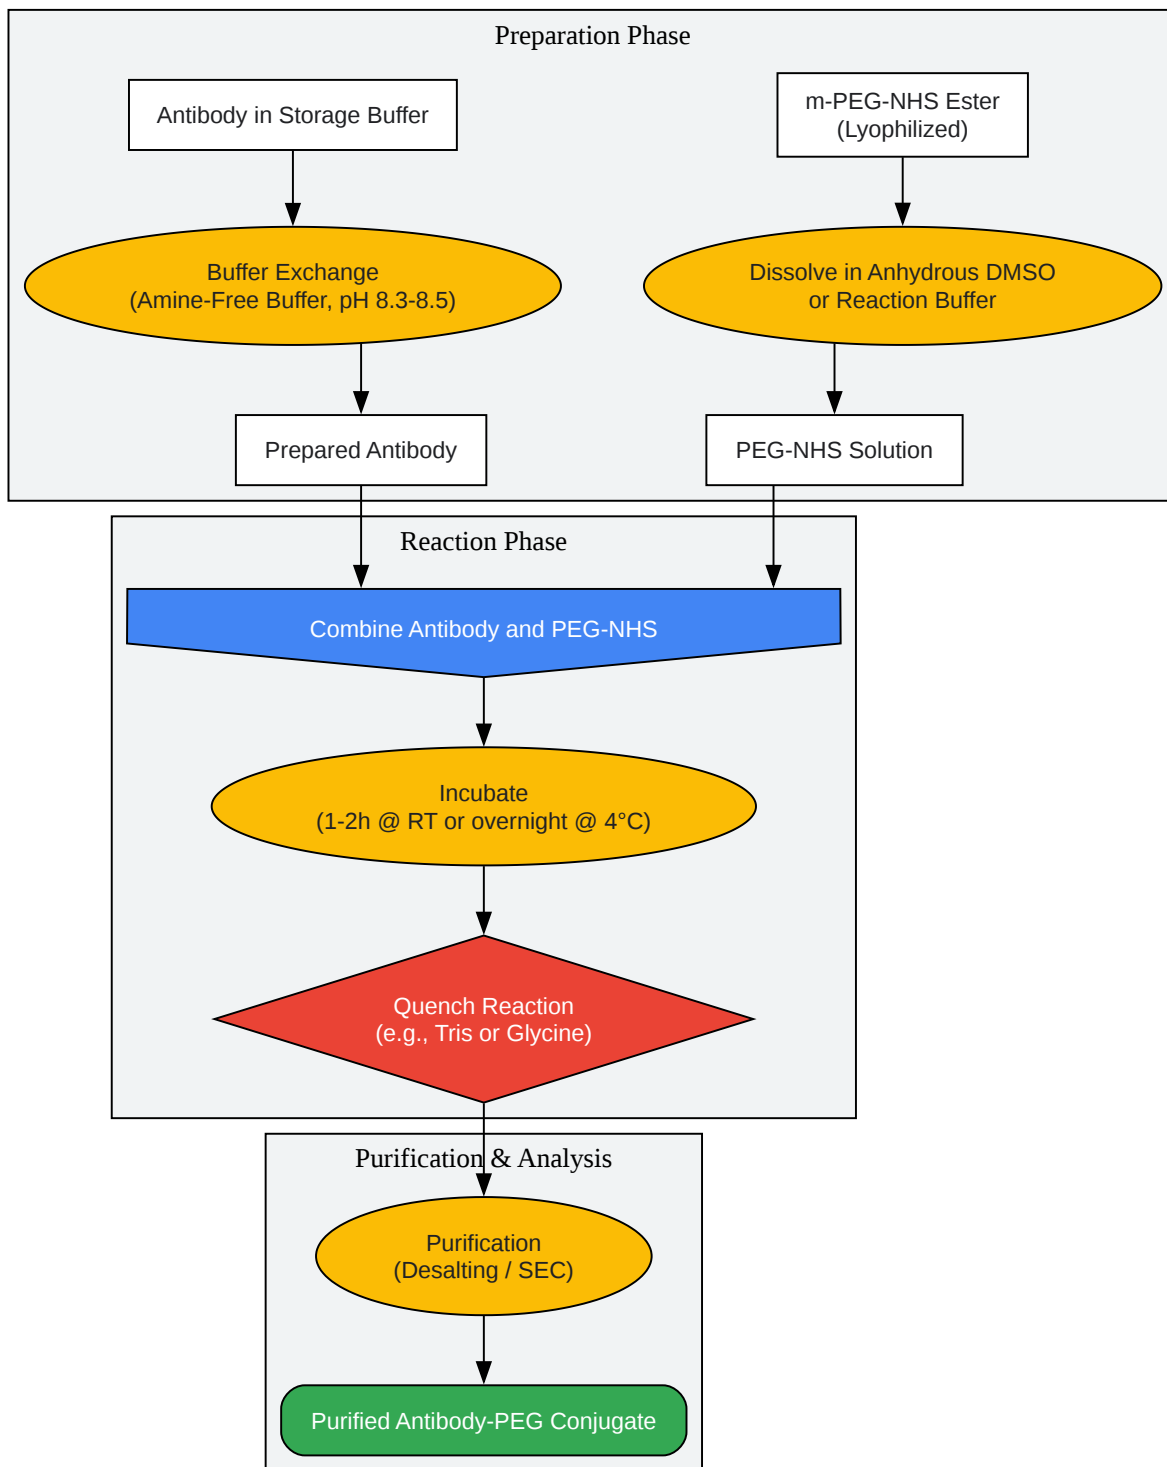 Preparation Phase
Antibody in Storage Buffer
m-PEG-NHS Ester
(Lyophilized)
Buffer Exchange
(Amine-Free Buffer, pH 8.3-8.5)
Dissolve in Anhydrous DMSO
or Reaction Buffer
Prepared Antibody
PEG-NHS Solution
Reaction Phase
Combine Antibody and PEG-NHS
Incubate
(1-2h @ RT or overnight @ 4°C)
Quench Reaction
(e.g., Tris or Glycine)
Purification & Analysis
Purification
(Desalting / SEC)
Purified Antibody-PEG Conjugate